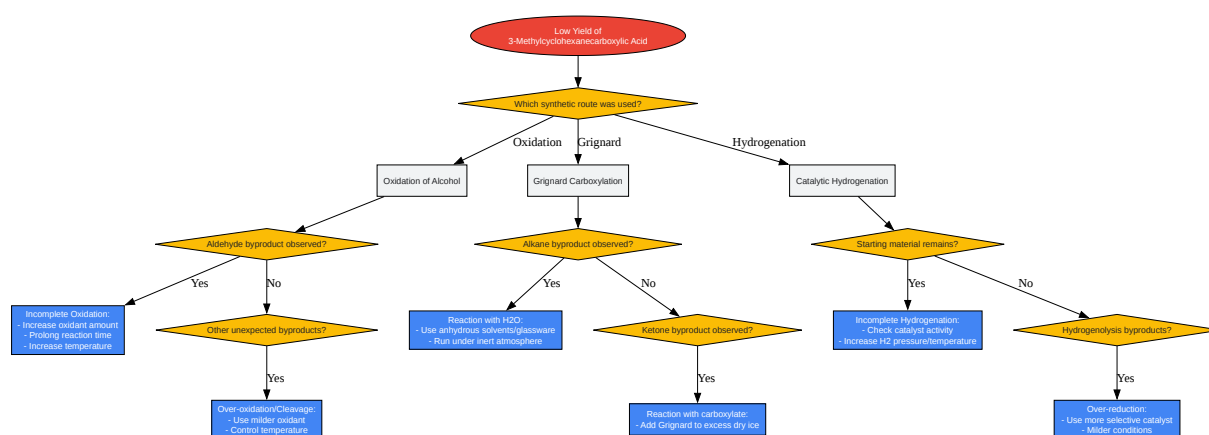 Low Yield of
3-Methylcyclohexanecarboxylic Acid
Which synthetic route was used?
Oxidation
Grignard
Hydrogenation
Oxidation of Alcohol
Grignard Carboxylation
Catalytic Hydrogenation
Aldehyde byproduct observed?
Alkane byproduct observed?
Starting material remains?
Yes
No
Yes
No
Yes
No
Incomplete Oxidation:
- Increase oxidant amount
- Prolong reaction time
- Increase temperature
Other unexpected byproducts?
Reaction with H2O:
- Use anhydrous solvents/glassware
- Run under inert atmosphere
Ketone byproduct observed?
Incomplete Hydrogenation:
- Check catalyst activity
- Increase H2 pressure/temperature
Hydrogenolysis byproducts?
Yes
Yes
Yes
Over-oxidation/Cleavage:
- Use milder oxidant
- Control temperature
Reaction with carboxylate:
- Add Grignard to excess dry ice
Over-reduction:
- Use more selective catalyst
- Milder conditions